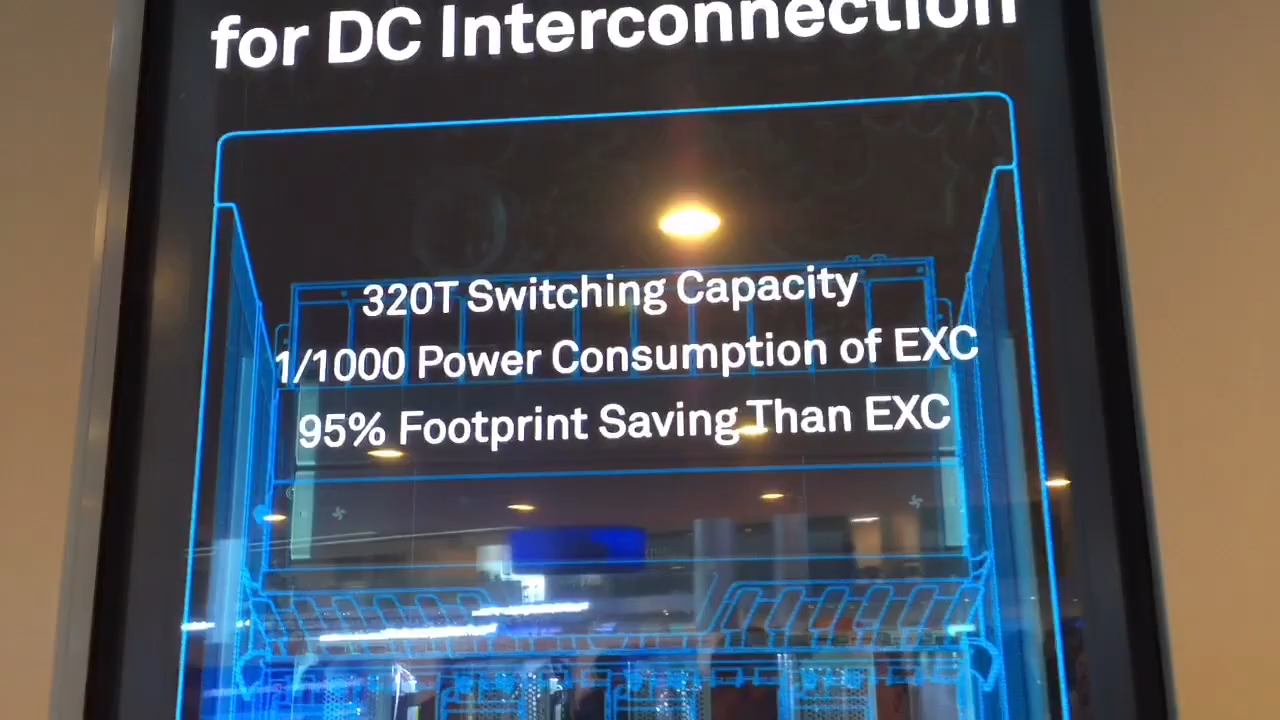 for DC Interconnection
320T Switching Capacity
1/1000 Power Consumption of EXC
95% Footprint Saving Than EXC